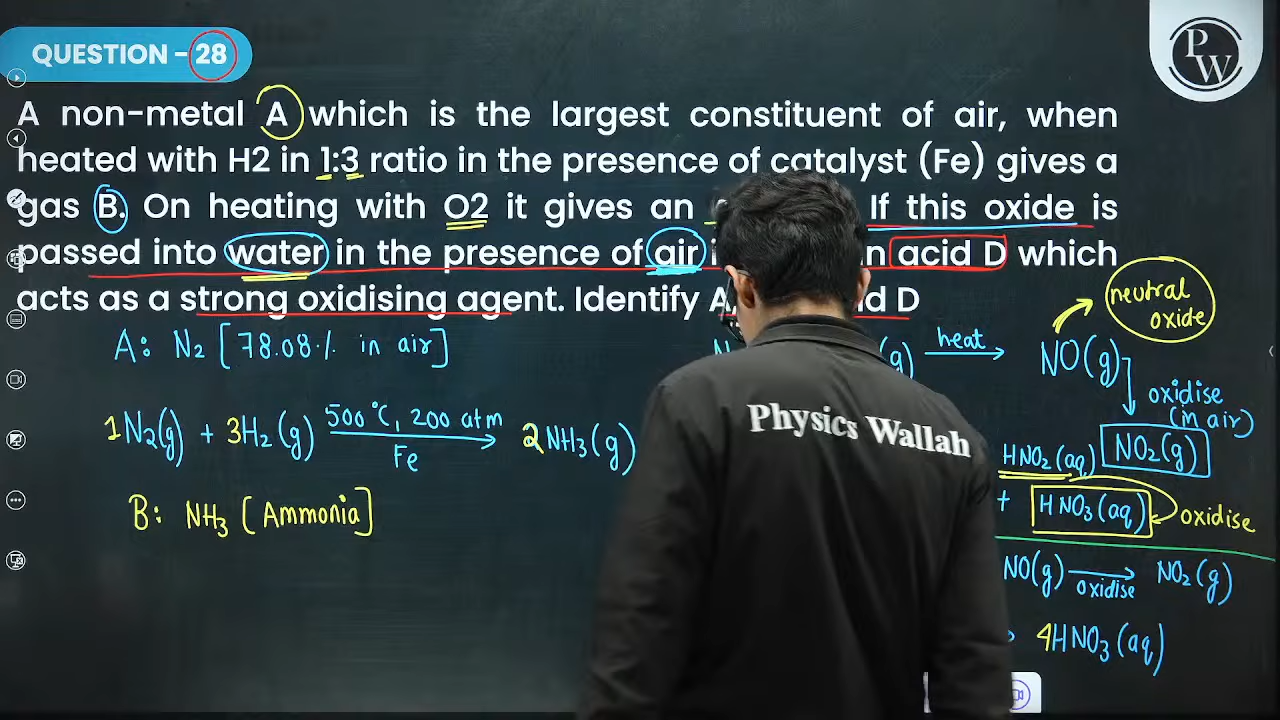 QUESTION - 28
PW
A non-metal A which is the largest constituent of air, when
heated with H2 in 1:3 ratio in the presence of catalyst (Fe) gives a
gas B. On heating with O2 it gives an If this oxide is
passed into water in the presence of air acid D which
acts as a strong oxidising agent. Identify A, D
neutral
oxide
A: N₂ [78.08% in air]
(g) heat → NO(g)
oxidise
(in air)
1N₂(g) + 3H₂(g) 500°C, 200 atm → Fe 2NH₃(g)
HNO₂(aq) NO₂(g)
+ HNO₃(aq) oxidise
B: NH₃ [Ammonia]
NO(g) → oxidise NO₂(g)
4HNO₃(aq)
Physics Wallah